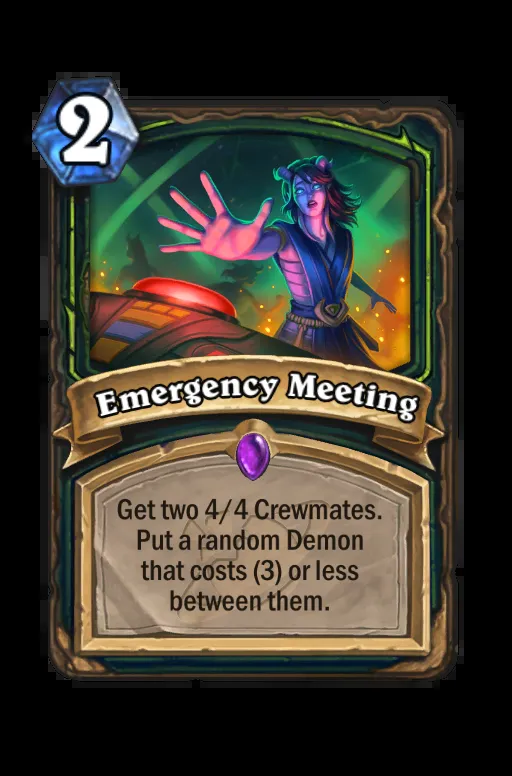 2
Emergency Meeting
Get two 4/4 Crewmates.
Put a random Demon
that costs (3) or less
between them.